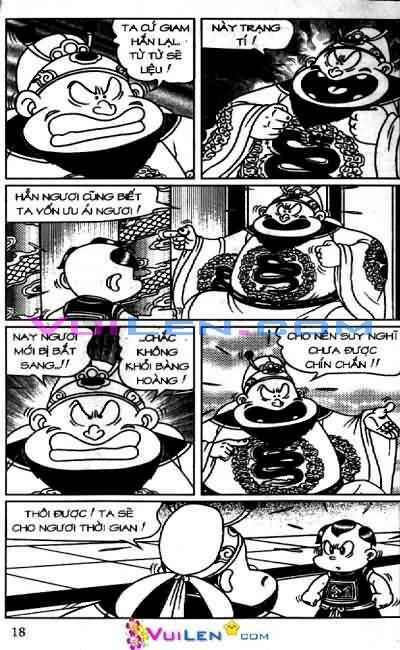 TA CỨ GIAM
HẮN LẠI..
TỪ TỪ SẼ
LIỆU!
NÀY TRẠNG
TÍ!
HẲN NGƯƠI CŨNG BIẾT
TA VỐN ƯU ÁI NGƯƠI!
VUILEN.COM
NAY NGƯƠI
MỚI BỊ BẮT
SANG..!!
..CHẮC
KHÔNG
KHỎI BÀNG
HOÀNG!
CHO NÊN SUY NGHĨ
CHƯA ĐƯỢC
CHÍN CHẮN!!
THÔI ĐƯỢC! TA SẼ
CHO NGƯƠI THỜI GIAN!
18
VUILEN.COM